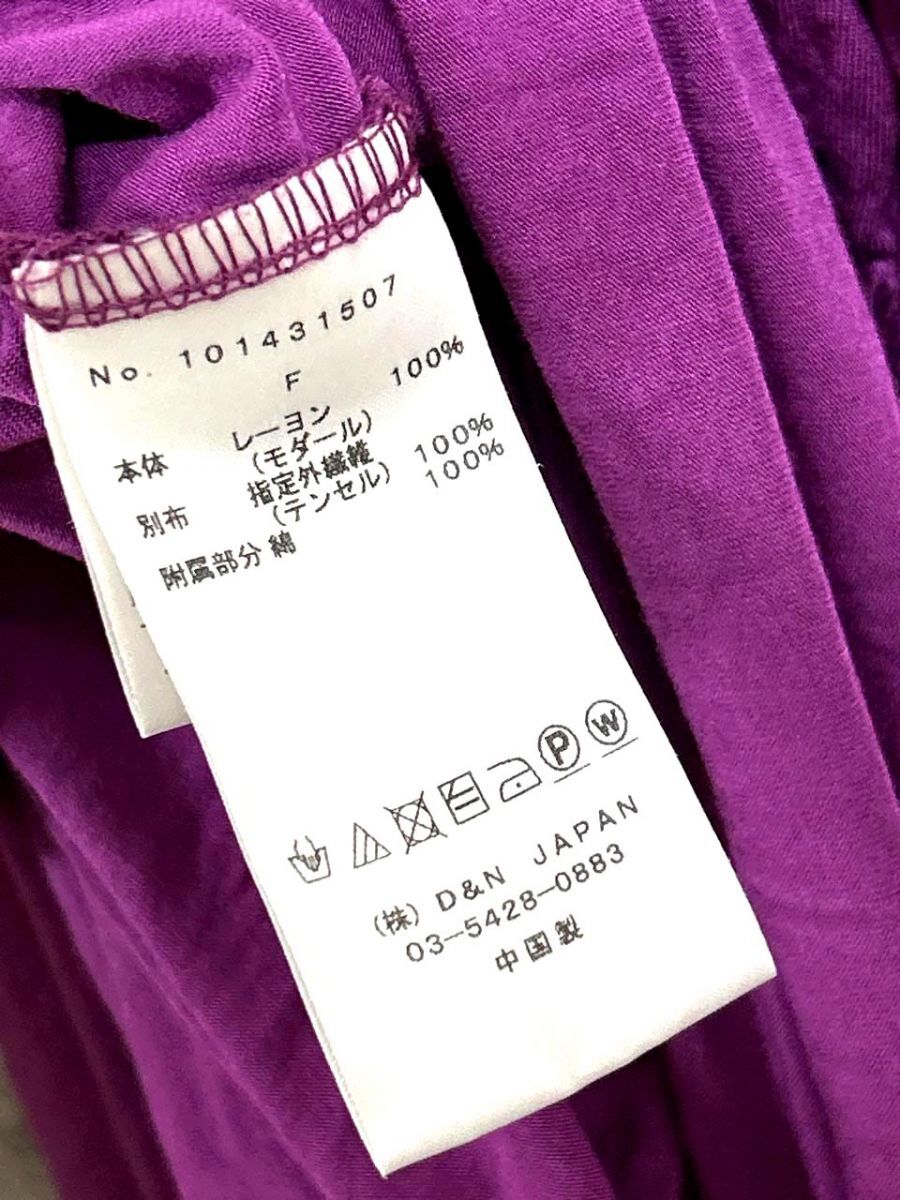 No. 101431507
F
本体 レーヨン 100%
(モダール)
別布 指定外繊維 100%
(テンセル)
附属部分 綿 100%
P W
(株) D&N JAPAN
03-5428-0883
中国製